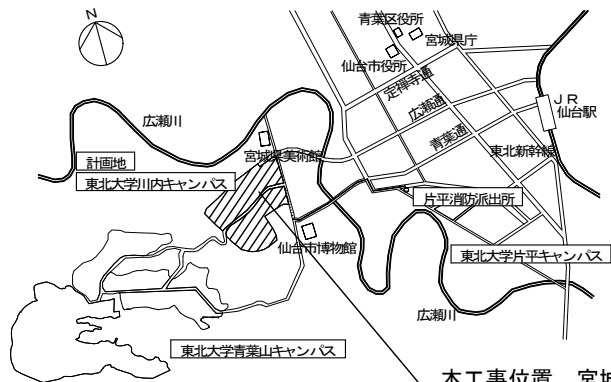 N
青葉区役所
宮城県庁
仙台市役所
定禅寺通
広瀬通
青葉通
JR
仙台駅
東北新幹線
広瀬川
宮城県美術館
計画地
東北大学川内キャンパス
片平消防派出所
仙台市博物館
東北大学片平キャンパス
広瀬川
東北大学青葉山キャンパス
本工事位置 宮城